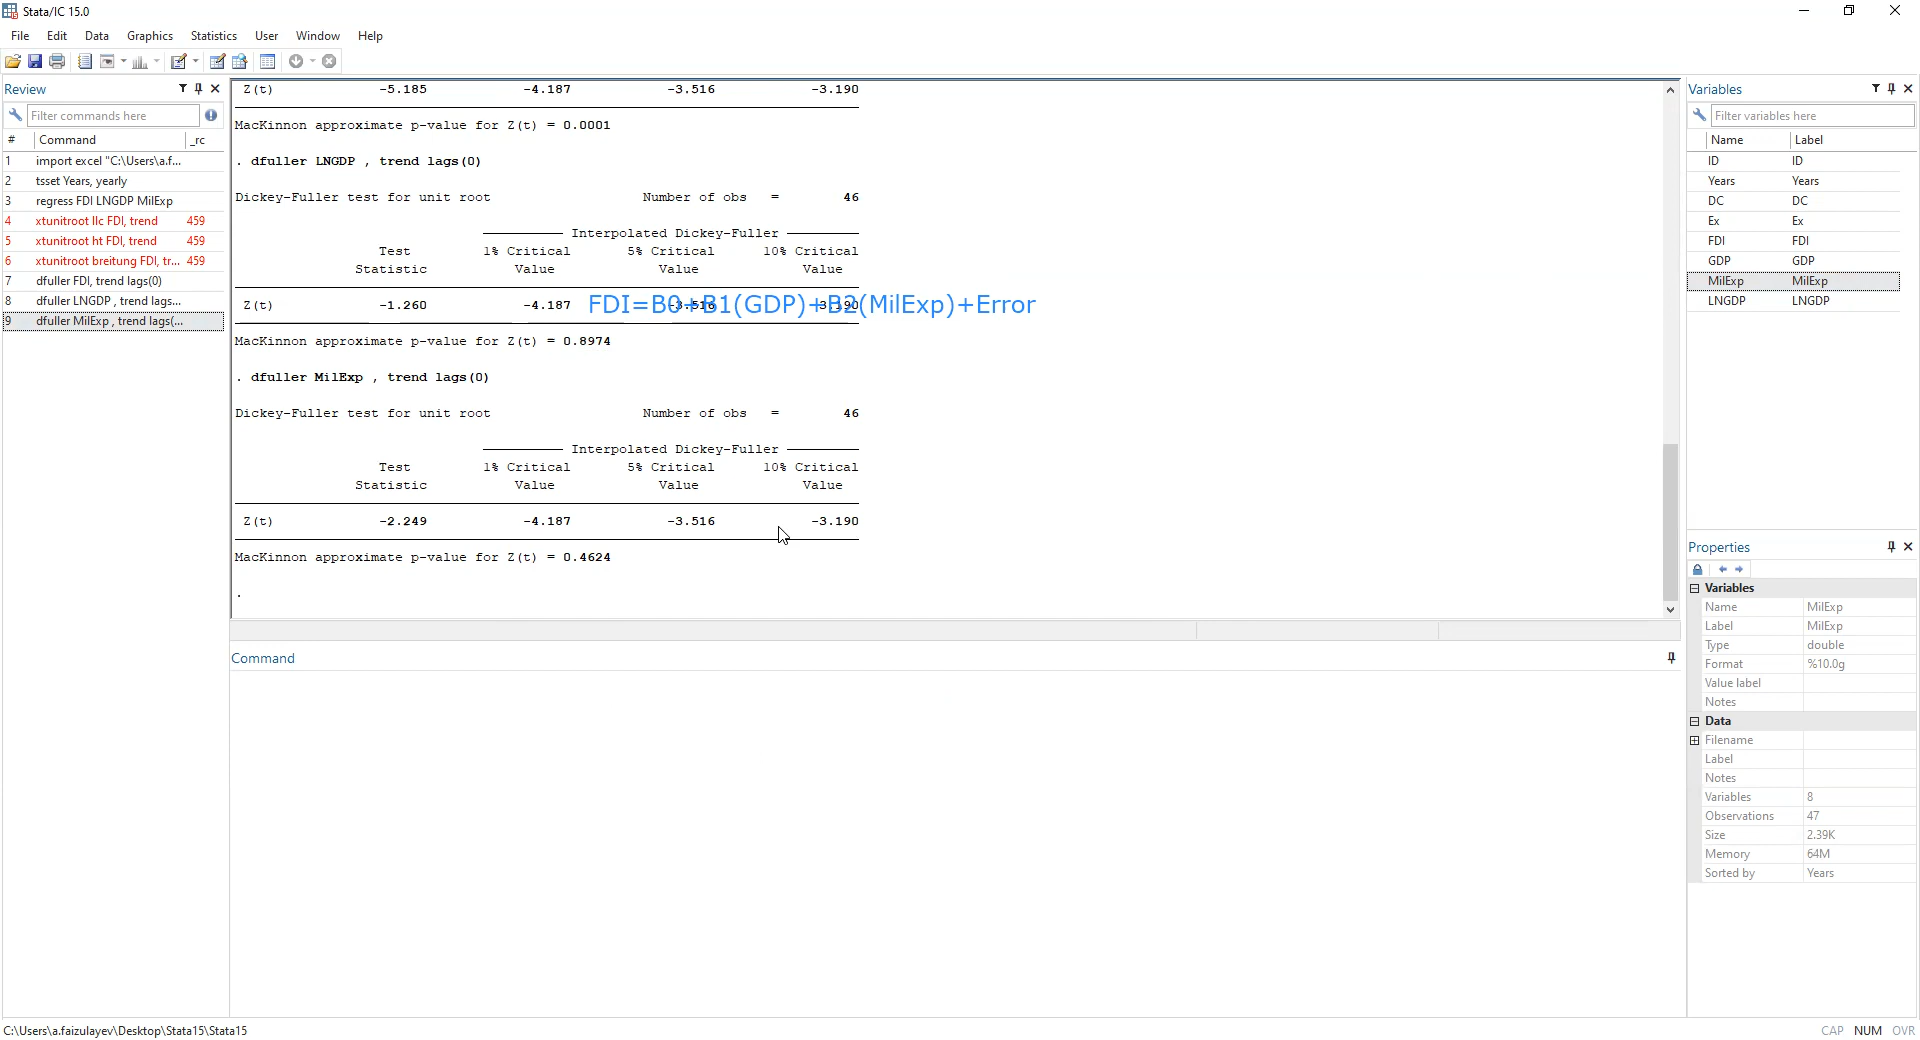 Stata/IC 15.0
File Edit Data Graphics Statistics User Window Help
Review
Filter commands here
# Command _rc
1 import excel "C:\Users\a.f...
2 tsset Years, yearly
3 regress FDI LNGDP MilExp
4 xtunitroot llc FDI, trend 459
5 xtunitroot ht FDI, trend 459
6 xtunitroot breitung FDI, tr... 459
7 dfuller FDI, trend lags(0)
8 dfuller LNGDP , trend lags...
9 dfuller MilExp , trend lags(...
Z(t) -5.185 -4.187 -3.516 -3.190
MacKinnon approximate p-value for Z(t) = 0.0001
. dfuller LNGDP , trend lags(0)
Dickey-Fuller test for unit root Number of obs = 46
Interpolated Dickey-Fuller
Test 1% Critical 5% Critical 10% Critical
Statistic Value Value Value
Z(t) -1.260 -4.187 -3.516 -3.190
FDI=B0+B1(GDP)+B2(MilExp)+Error
MacKinnon approximate p-value for Z(t) = 0.8974
. dfuller MilExp , trend lags(0)
Dickey-Fuller test for unit root Number of obs = 46
Interpolated Dickey-Fuller
Test 1% Critical 5% Critical 10% Critical
Statistic Value Value Value
Z(t) -2.249 -4.187 -3.516 -3.190
MacKinnon approximate p-value for Z(t) = 0.4624
.
Command
Variables
Filter variables here
Name Label
ID ID
Years Years
DC DC
Ex Ex
FDI FDI
GDP GDP
MilExp MilExp
LNGDP LNGDP
Properties
Variables
Name MilExp
Label MilExp
Type double
Format %10.0g
Value label
Notes
Data
Filename
Label
Notes
Variables 8
Observations 47
Size 2.39K
Memory 64M
Sorted by Years
C:\Users\a.faizulayev\Desktop\Stata15\Stata15
CAP NUM OVR